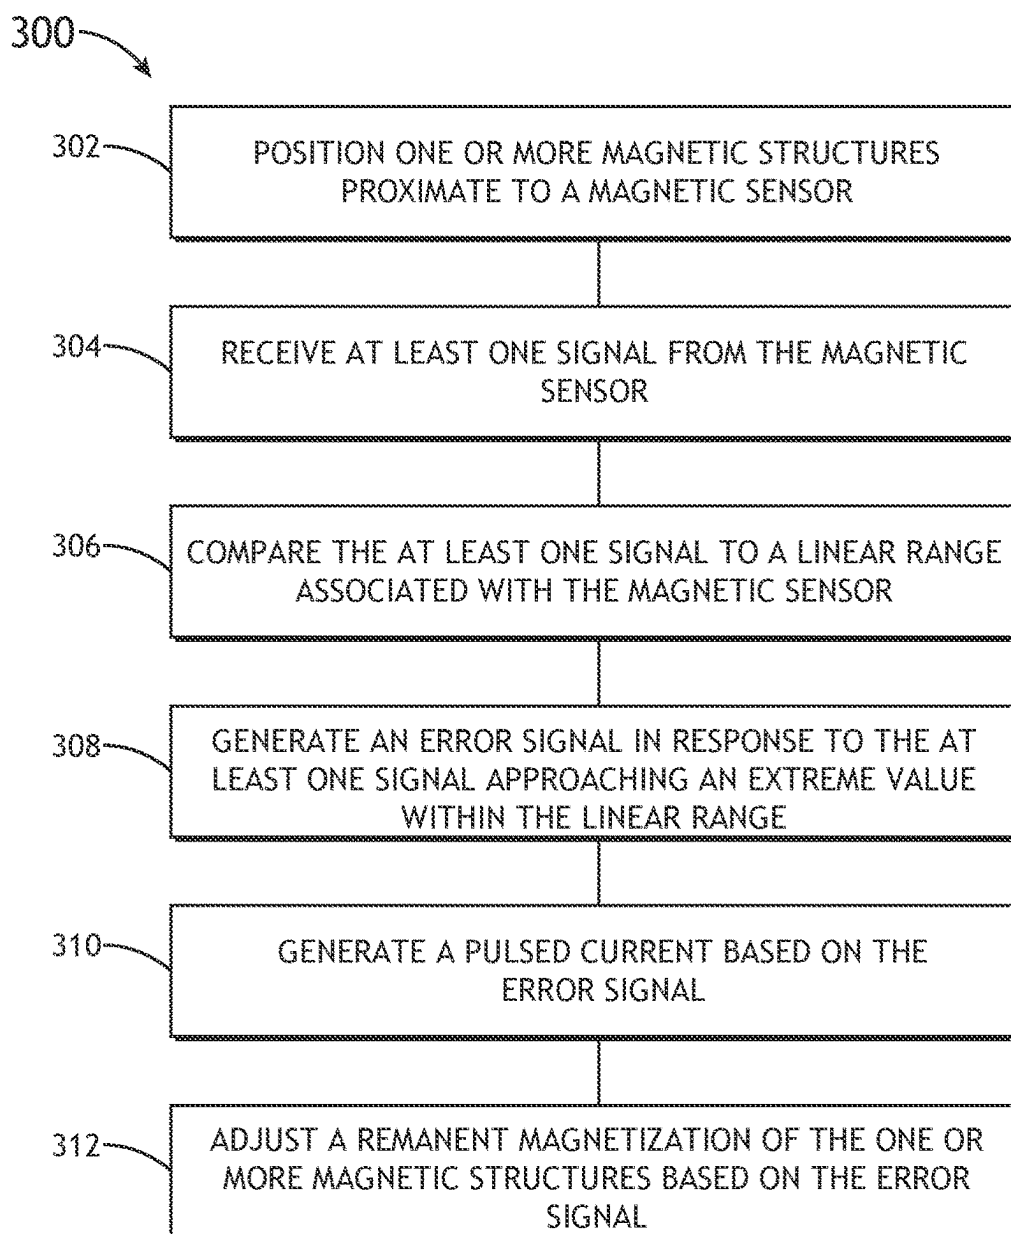 300
302
POSITION ONE OR MORE MAGNETIC STRUCTURES
PROXIMATE TO A MAGNETIC SENSOR
304
RECEIVE AT LEAST ONE SIGNAL FROM THE MAGNETIC
SENSOR
306
COMPARE THE AT LEAST ONE SIGNAL TO A LINEAR RANGE
ASSOCIATED WITH THE MAGNETIC SENSOR
308
GENERATE AN ERROR SIGNAL IN RESPONSE TO THE AT
LEAST ONE SIGNAL APPROACHING AN EXTREME VALUE
WITHIN THE LINEAR RANGE
310
GENERATE A PULSED CURRENT BASED ON THE
ERROR SIGNAL
312
ADJUST A REMANENT MAGNETIZATION OF THE ONE OR
MORE MAGNETIC STRUCTURES BASED ON THE ERROR
SIGNAL